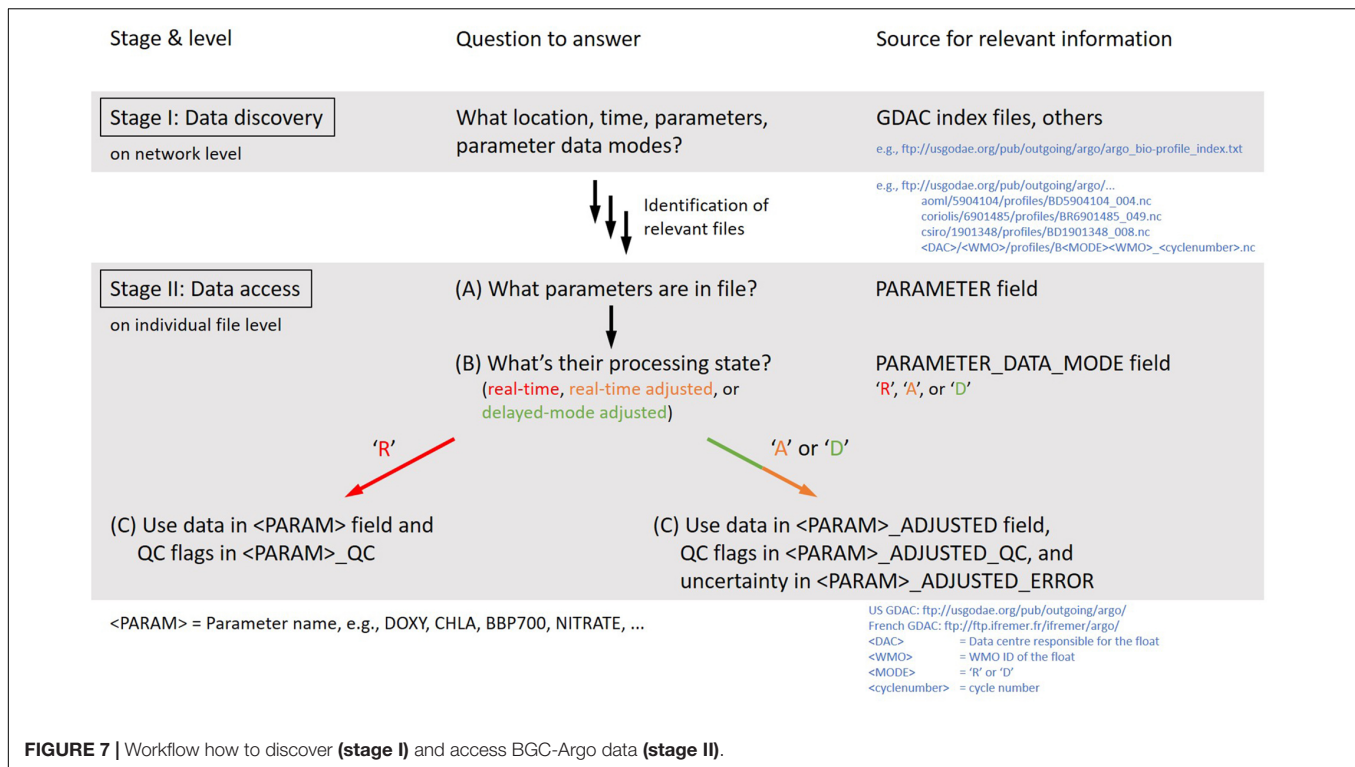 Stage & level
Question to answer
Source for relevant information
Stage I: Data discovery
on network level
What location, time, parameters,
parameter data modes?
GDAC index files, others
e.g., ftp://usgodae.org/pub/outgoing/argo/argo_bio-profile_index.txt
Identification of
relevant files
e.g., ftp://usgodae.org/pub/outgoing/argo/...
aoml/5904104/profiles/BD5904104_004.nc
coriolis/6901485/profiles/BR6901485_049.nc
csiro/1901348/profiles/BD1901348_008.nc
<DAC>/<WMO>/profiles/B<MODE><WMO>_<cyclenumber>.nc
Stage II: Data access
on individual file level
(A) What parameters are in file?
PARAMETER field
(B) What's their processing state?
(real-time, real-time adjusted, or
delayed-mode adjusted)
PARAMETER_DATA_MODE field
'R', 'A', or 'D'
'R'
'A' or 'D'
(C) Use data in <PARAM> field and
QC flags in <PARAM>_QC
(C) Use data in <PARAM>_ADJUSTED field,
QC flags in <PARAM>_ADJUSTED_QC, and
uncertainty in <PARAM>_ADJUSTED_ERROR
<PARAM> = Parameter name, e.g., DOXY, CHLA, BBP700, NITRATE, ...
US GDAC: ftp://usgodae.org/pub/outgoing/argo/
French GDAC: ftp://ftp.ifremer.fr/ifremer/argo/
<DAC> = Data centre responsible for the float
<WMO> = WMO ID of the float
<MODE> = 'R' or 'D'
<cyclenumber> = cycle number
FIGURE 7 | Workflow how to discover (stage I) and access BGC-Argo data (stage II).